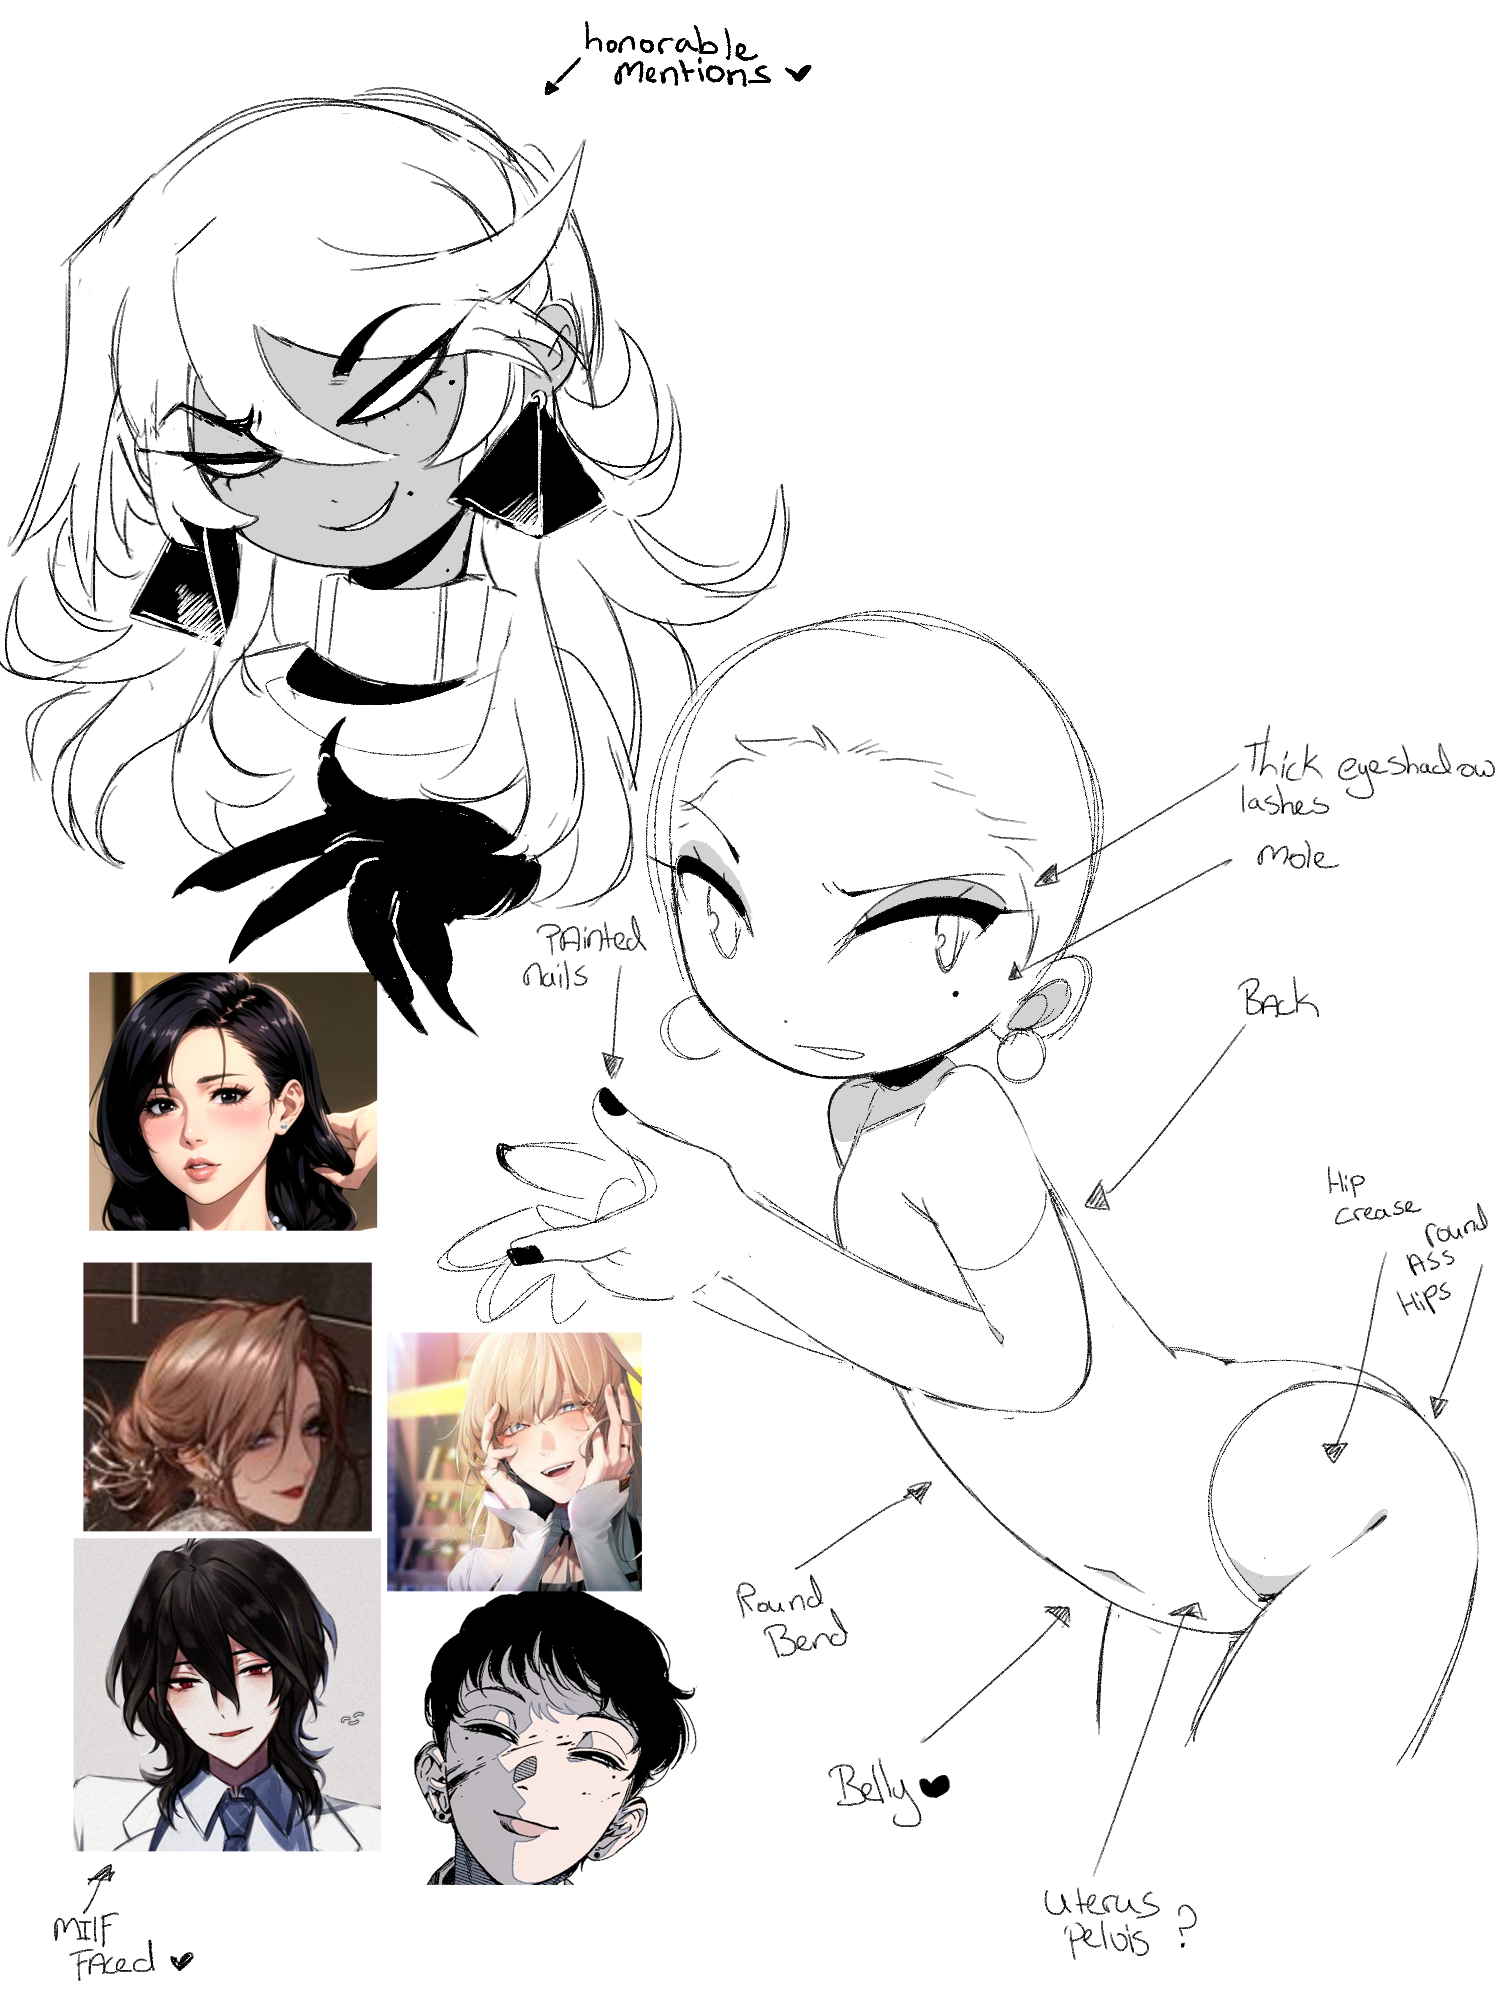 honorable
mentions
Thick eyeshadow
lashes
mole
PAinted
nails
BACK
Hip
crease
round
Ass
Hips
Round
Bend
Belly
uterus
pelvis ?
MIlF
FAced